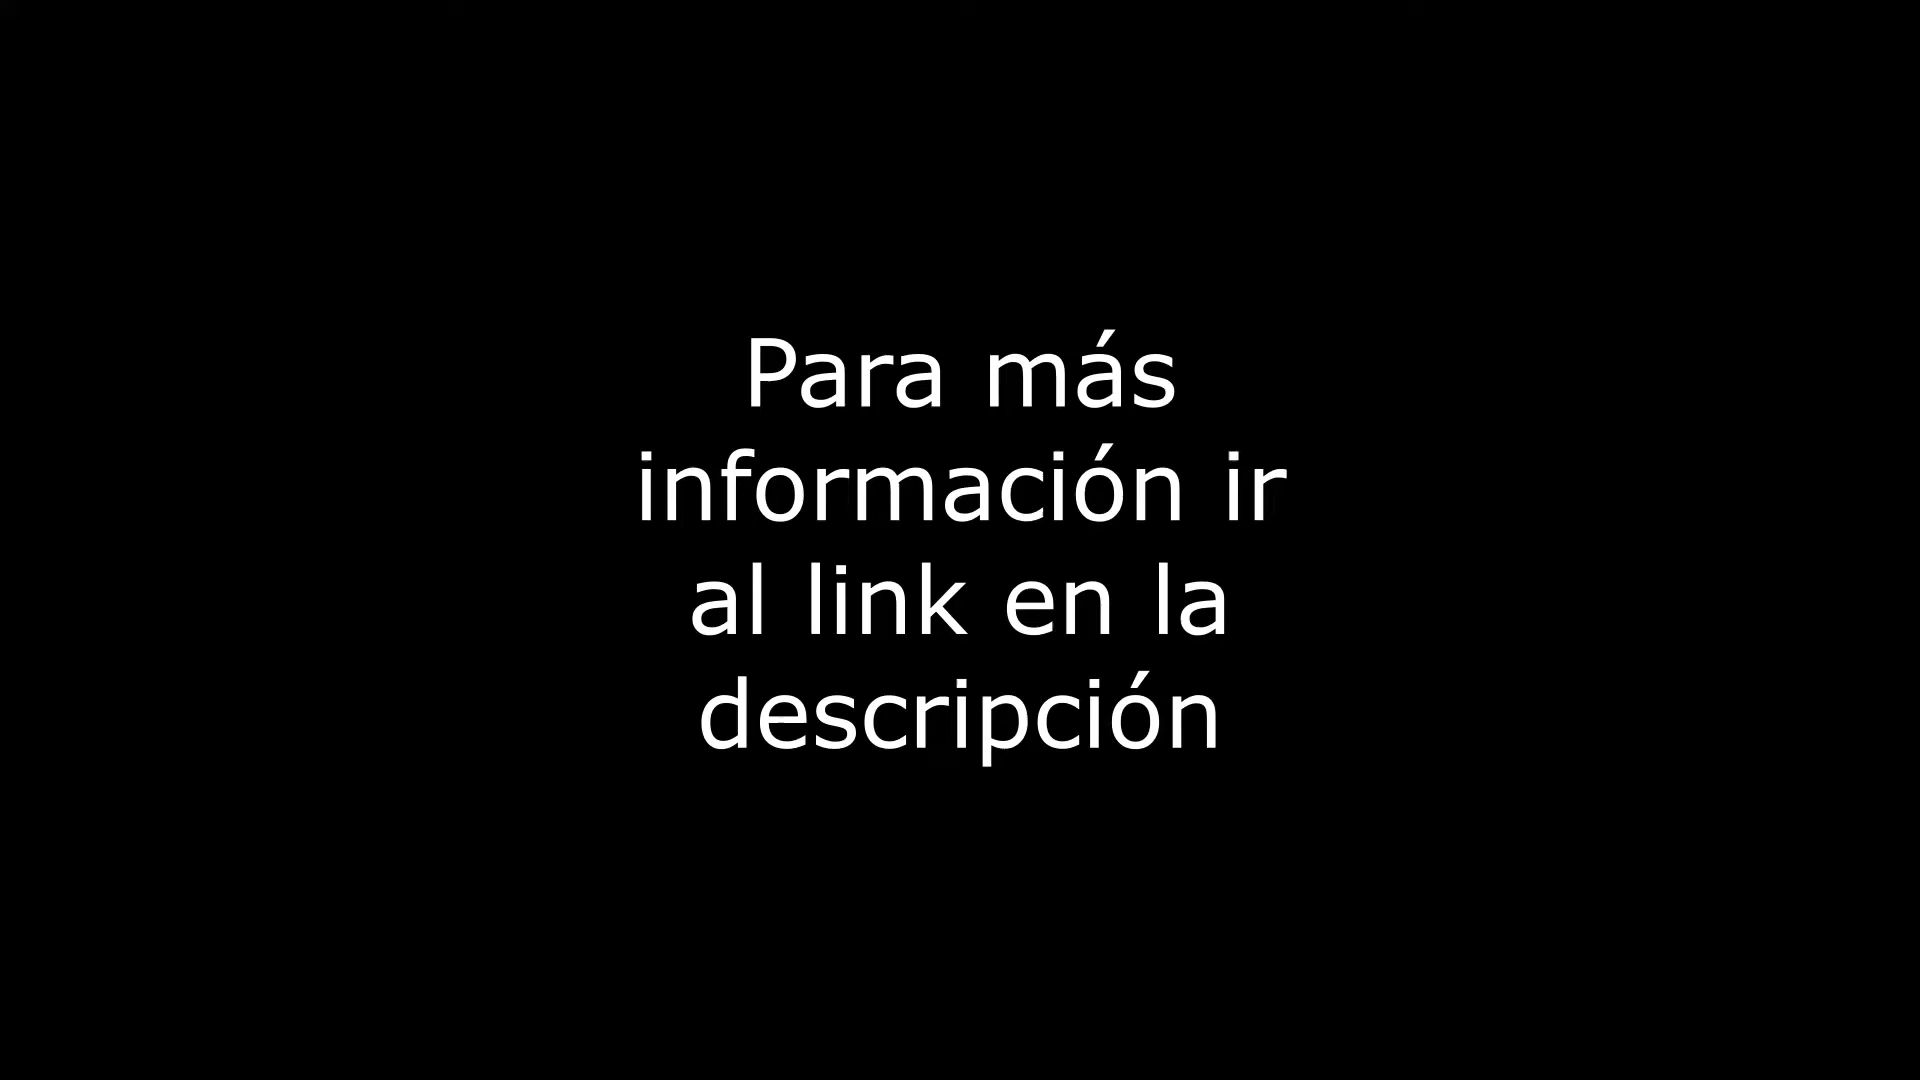 Para más
información ir
al link en la
descripción